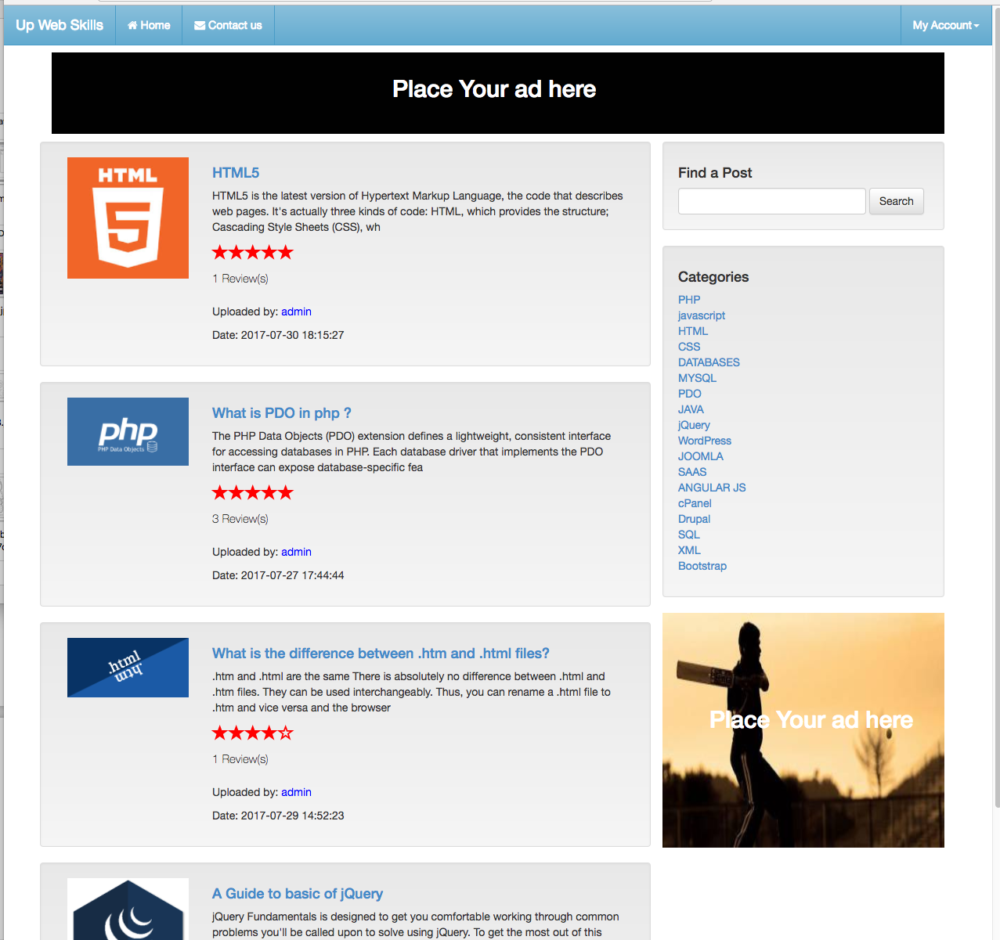 Up Web Skills
Home
Contact us
My Account
Place Your ad here
HTML
5
HTML5
HTML5 is the latest version of Hypertext Markup Language, the code that describes
web pages. It's actually three kinds of code: HTML, which provides the structure;
Cascading Style Sheets (CSS), wh
1 Review(s)
Uploaded by: admin
Date: 2017-07-30 18:15:27
php
PHP Data Objects
What is PDO in php ?
The PHP Data Objects (PDO) extension defines a lightweight, consistent interface
for accessing databases in PHP. Each database driver that implements the PDO
interface can expose database-specific fea
3 Review(s)
Uploaded by: admin
Date: 2017-07-27 17:44:44
.html
.htm
What is the difference between .htm and .html files?
.htm and .html are the same There is absolutely no difference between .html and
.htm files. They can be used interchangeably. Thus, you can rename a .html file to
.htm and vice versa and the browser
1 Review(s)
Uploaded by: admin
Date: 2017-07-29 14:52:23
A Guide to basic of jQuery
jQuery Fundamentals is designed to get you comfortable working through common
problems you'll be called upon to solve using jQuery. To get the most out of this
Find a Post
Search
Categories
PHP
javascript
HTML
CSS
DATABASES
MYSQL
PDO
JAVA
jQuery
WordPress
JOOMLA
SAAS
ANGULAR JS
cPanel
Drupal
SQL
XML
Bootstrap
Place Your ad here